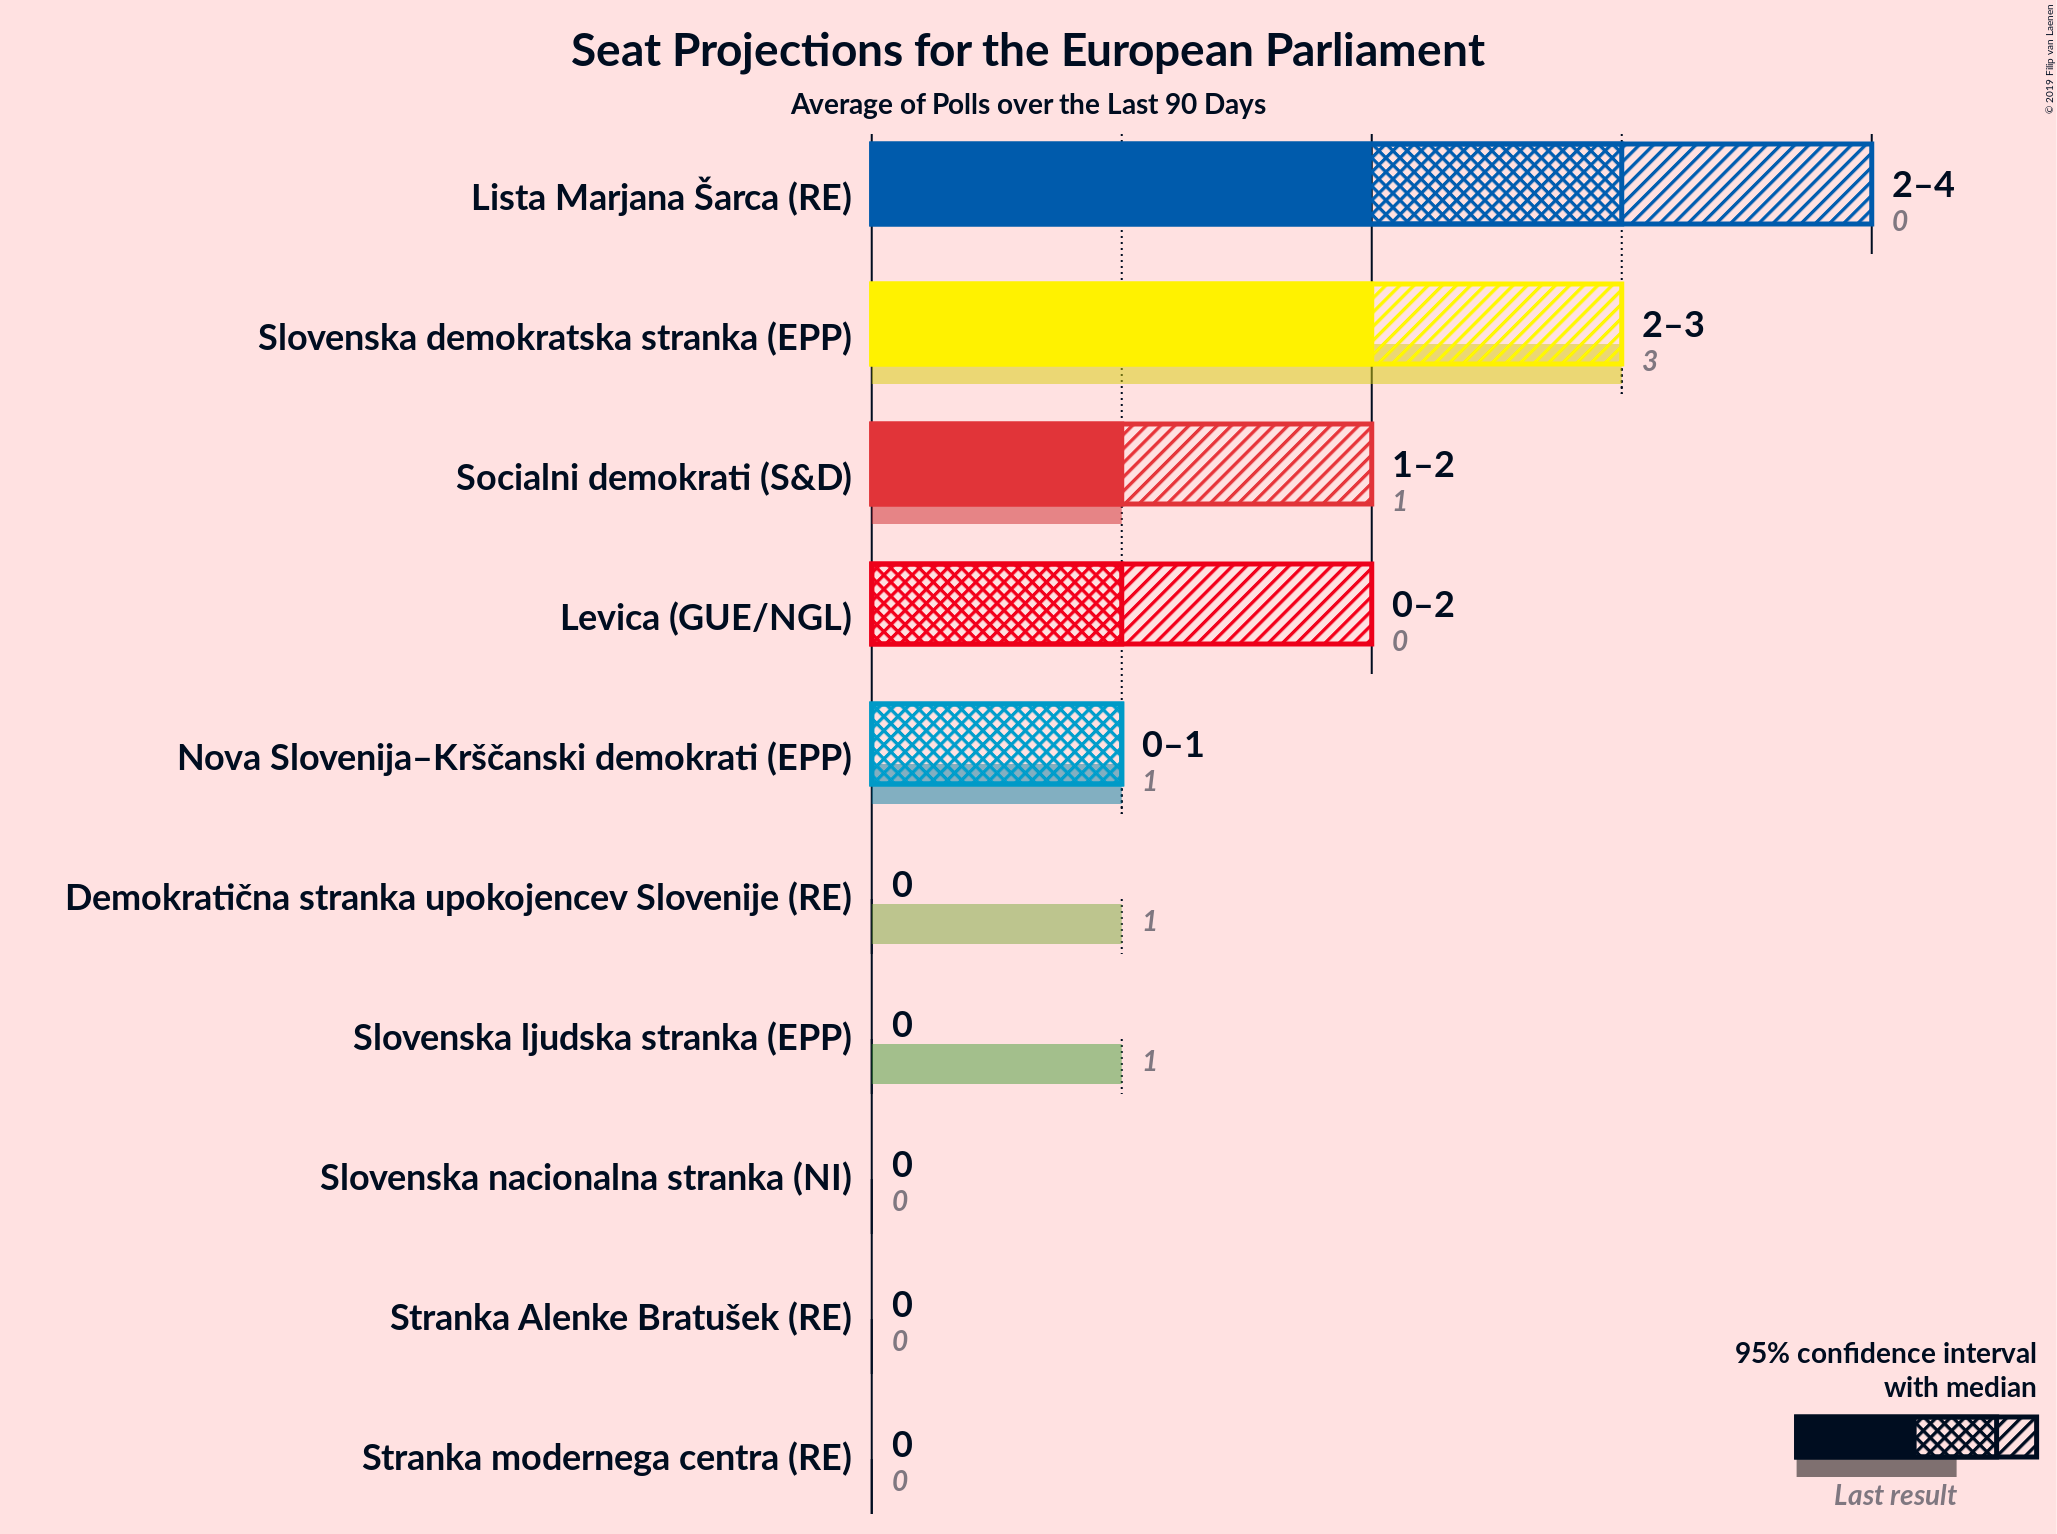 Seat Projections for the European Parliament
Average of Polls over the Last 90 Days
© 2019 Filip van Laenen
Lista Marjana Šarca (RE)
2–4
0
Slovenska demokratska stranka (EPP)
2–3
3
Socialni demokrati (S&D)
1–2
1
Levica (GUE/NGL)
0–2
0
Nova Slovenija–Krščanski demokrati (EPP)
0–1
1
Demokratična stranka upokojencev Slovenije (RE)
0
1
Slovenska ljudska stranka (EPP)
0
1
Slovenska nacionalna stranka (NI)
0
0
Stranka Alenke Bratušek (RE)
0
0
Stranka modernega centra (RE)
0
0
95% confidence interval
with median
Last result